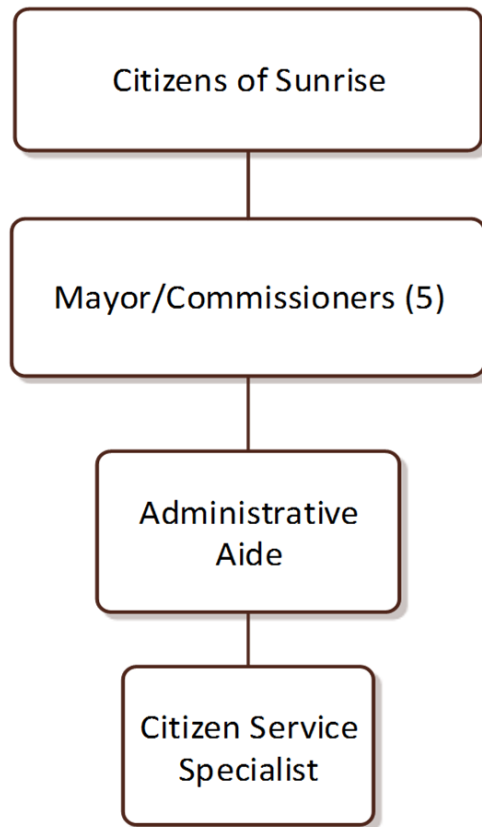 Citizens of Sunrise
Mayor/Commissioners (5)
Administrative
Aide
Citizen Service
Specialist